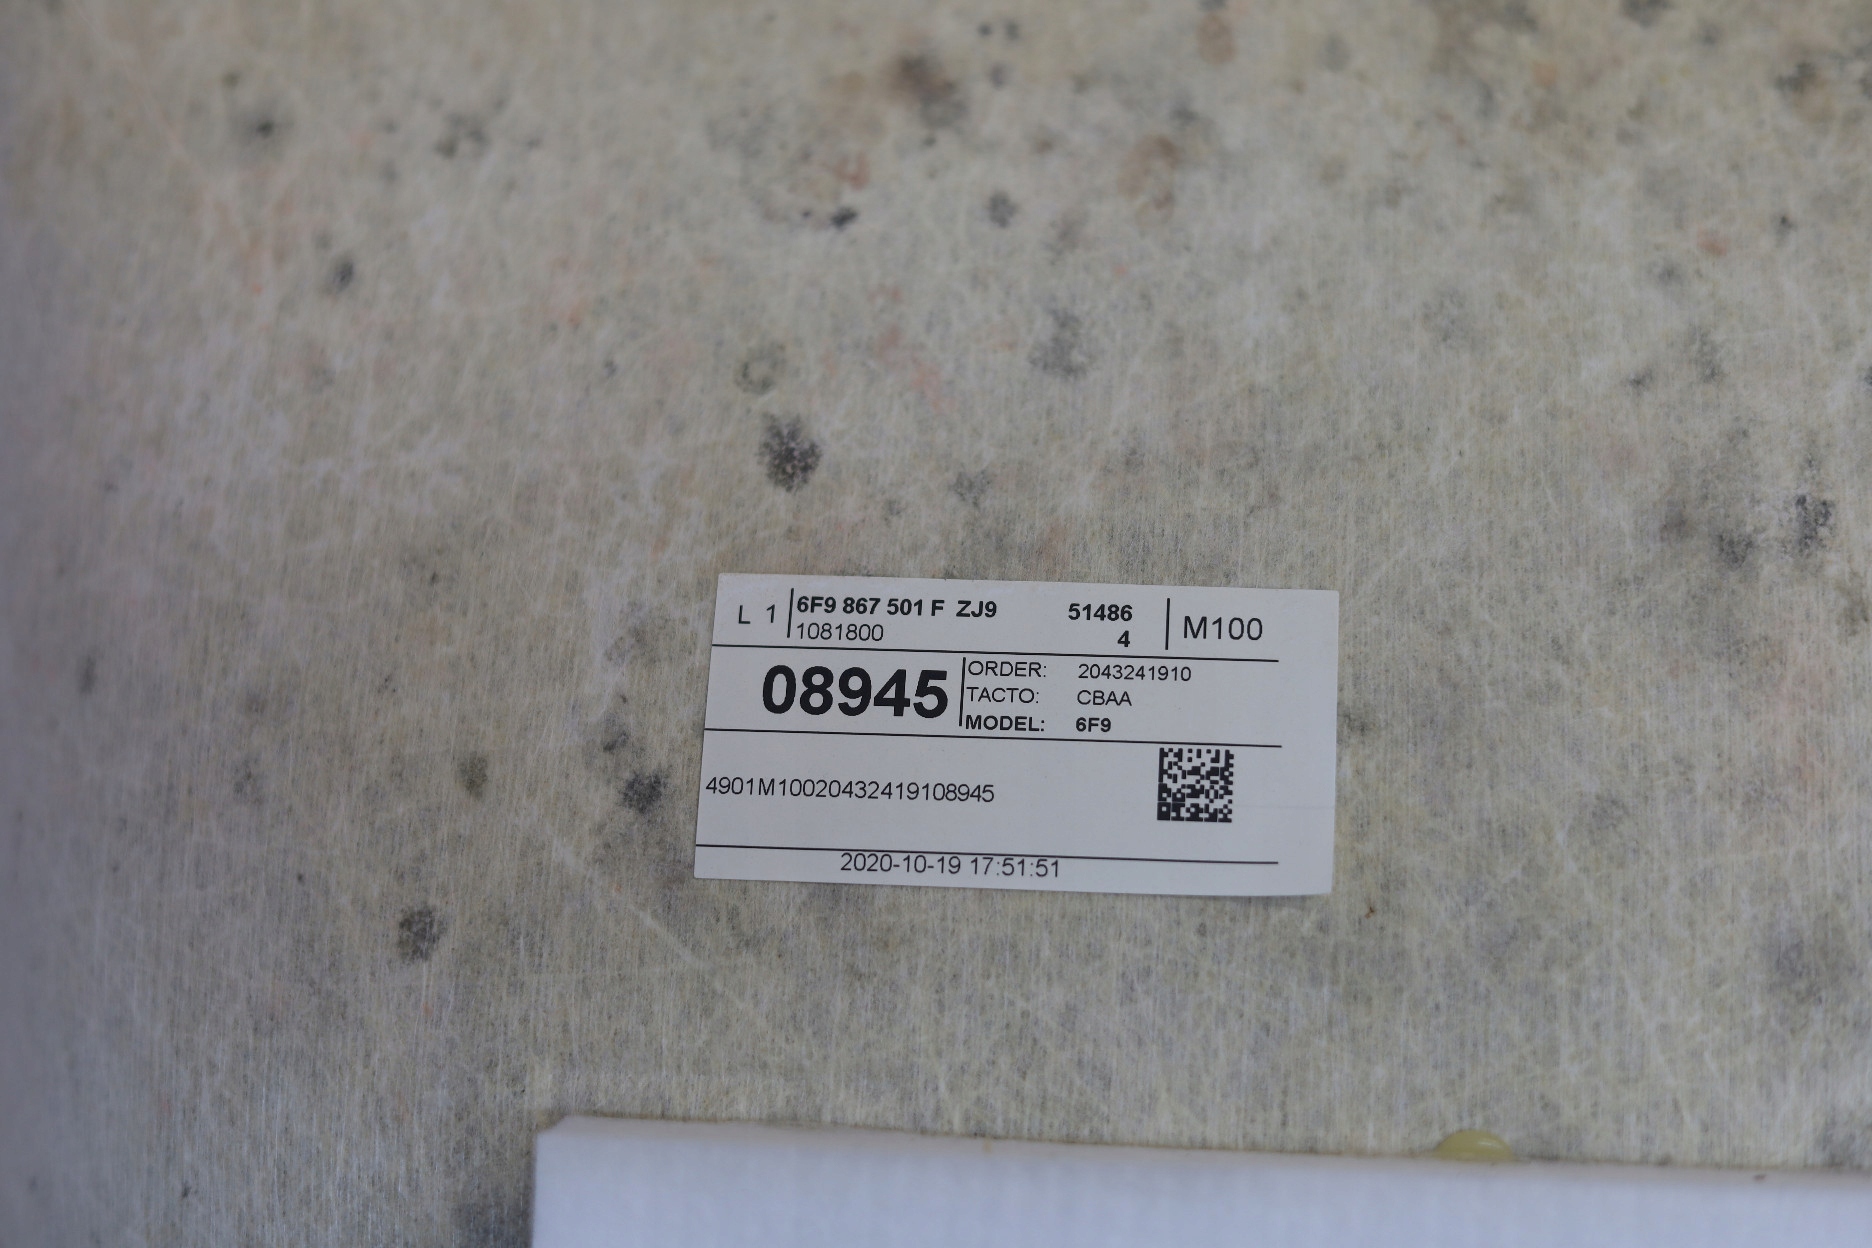 L 1 6F9 867 501 F ZJ9 51486 M100
1081800 4
08945 ORDER: 2043241910
TACTO: CBAA
MODEL: 6F9
4901M10020432419108945
2020-10-19 17:51:51